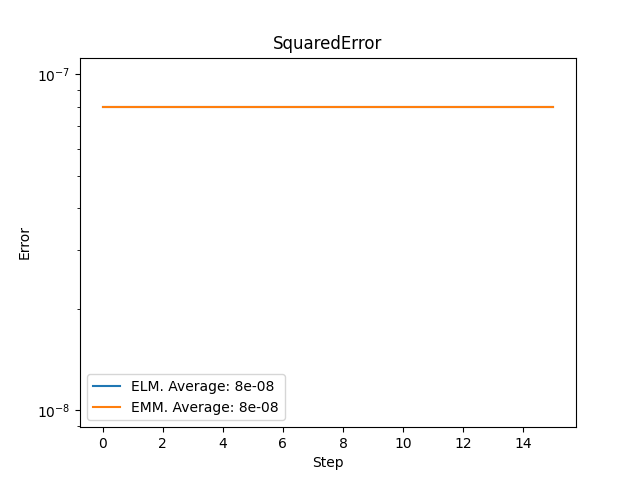 SquaredError
10⁻⁷
Error
10⁻⁸
ELM. Average: 8e-08
EMM. Average: 8e-08
0 2 4 6 8 10 12 14
Step